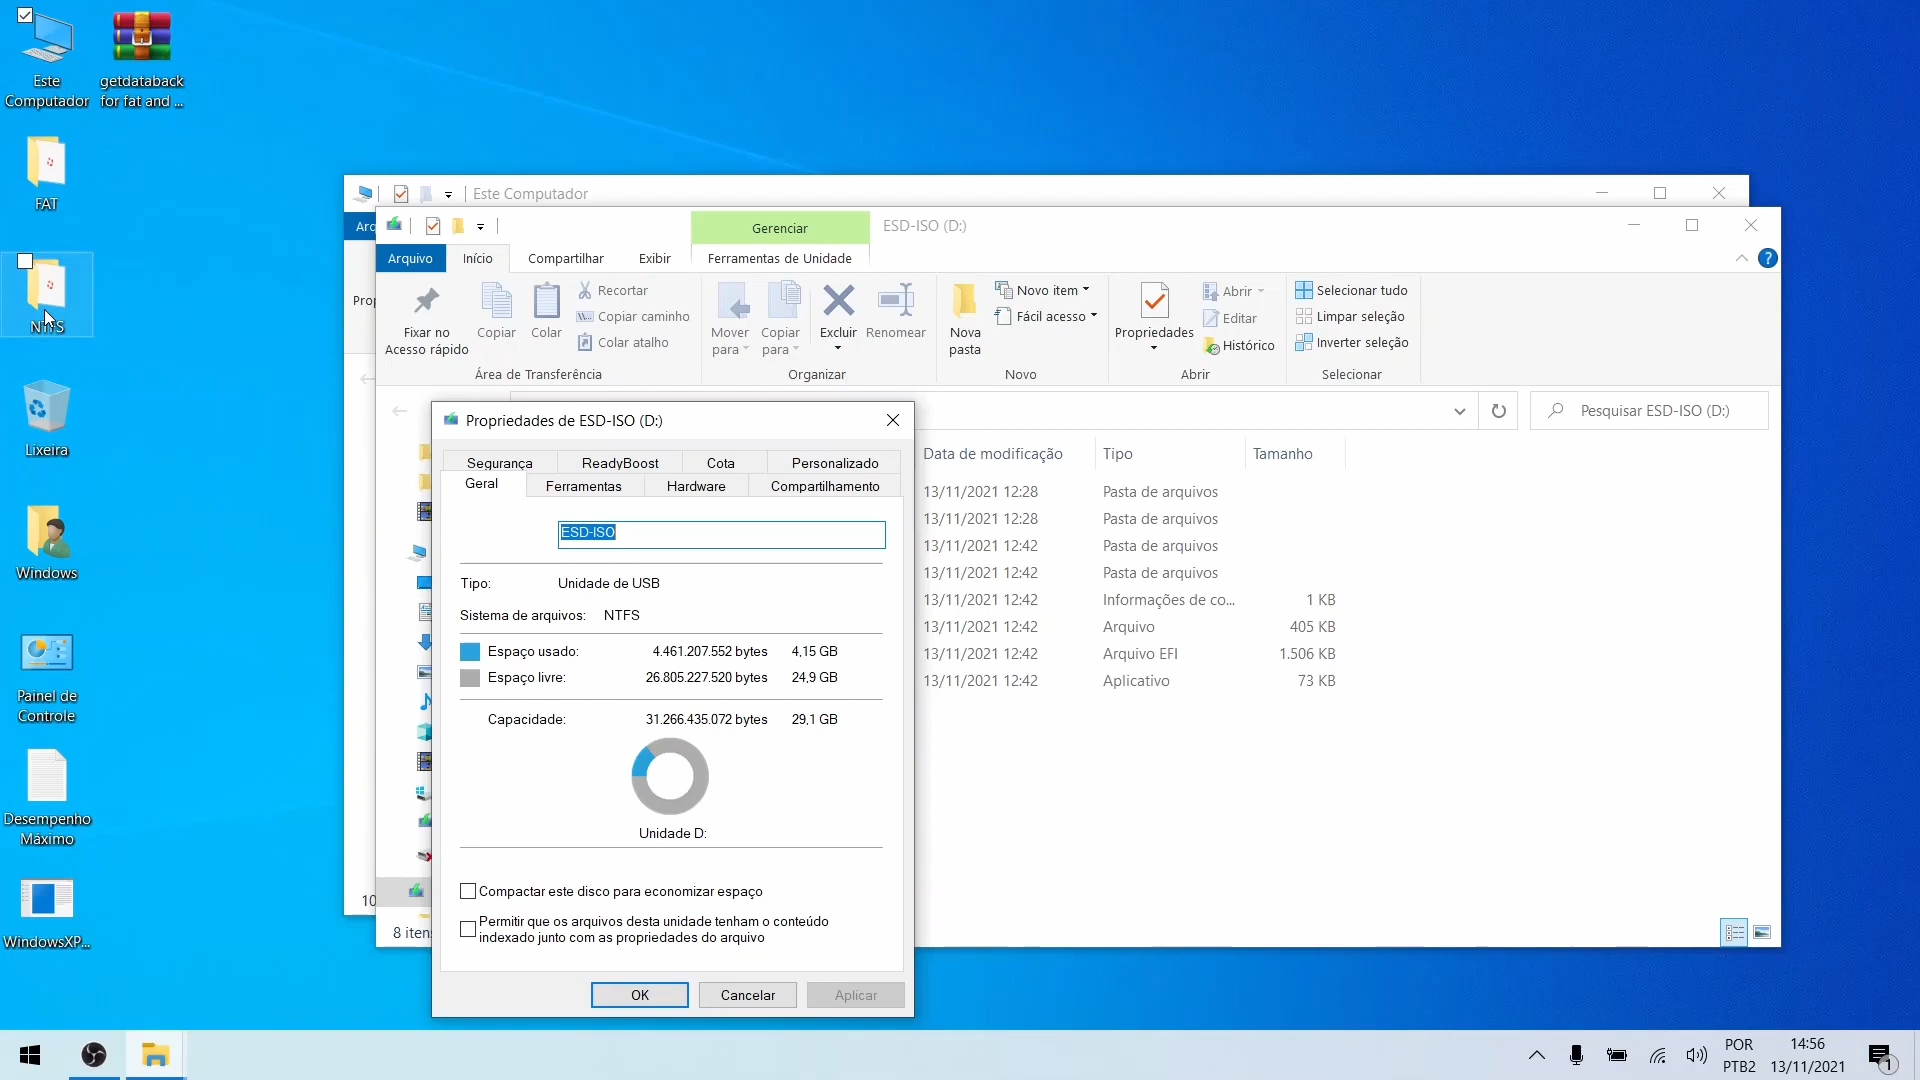 Este
Computador
getdataback
for fat and ...
FAT
NTFS
Lixeira
Windows
Painel de
Controle
Desempenho
Máximo
WindowsXP...
Este Computador
Arq
Prop
10
Gerenciar
ESD-ISO (D:)
Arquivo
Início
Compartilhar
Exibir
Ferramentas de Unidade
?
Fixar no
Acesso rápido
Copiar
Colar
Recortar
Copiar caminho
Colar atalho
Área de Transferência
Mover
para
Copiar
para
Excluir
Renomear
Organizar
Nova
pasta
Novo item
Fácil acesso
Novo
Propriedades
Abrir
Editar
Histórico
Abrir
Selecionar tudo
Limpar seleção
Inverter seleção
Selecionar
Pesquisar ESD-ISO (D:)
Data de modificação Tipo Tamanho
13/11/2021 12:28 Pasta de arquivos
13/11/2021 12:28 Pasta de arquivos
13/11/2021 12:42 Pasta de arquivos
13/11/2021 12:42 Pasta de arquivos
13/11/2021 12:42 Informações de co... 1 KB
13/11/2021 12:42 Arquivo 405 KB
13/11/2021 12:42 Arquivo EFI 1.506 KB
13/11/2021 12:42 Aplicativo 73 KB
8 itens
Propriedades de ESD-ISO (D:)
Segurança ReadyBoost Cota Personalizado
Geral Ferramentas Hardware Compartilhamento
ESD-ISO
Tipo: Unidade de USB
Sistema de arquivos: NTFS
Espaço usado: 4.461.207.552 bytes 4,15 GB
Espaço livre: 26.805.227.520 bytes 24,9 GB
Capacidade: 31.266.435.072 bytes 29,1 GB
Unidade D:
Compactar este disco para economizar espaço
Permitir que os arquivos desta unidade tenham o conteúdo
indexado junto com as propriedades do arquivo
OK Cancelar Aplicar
POR
PTB2
14:56
13/11/2021
1